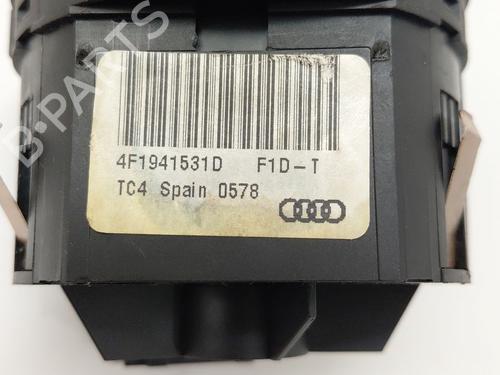 B-PARTS
4F1941531D F1D-T
TC4 Spain 0578